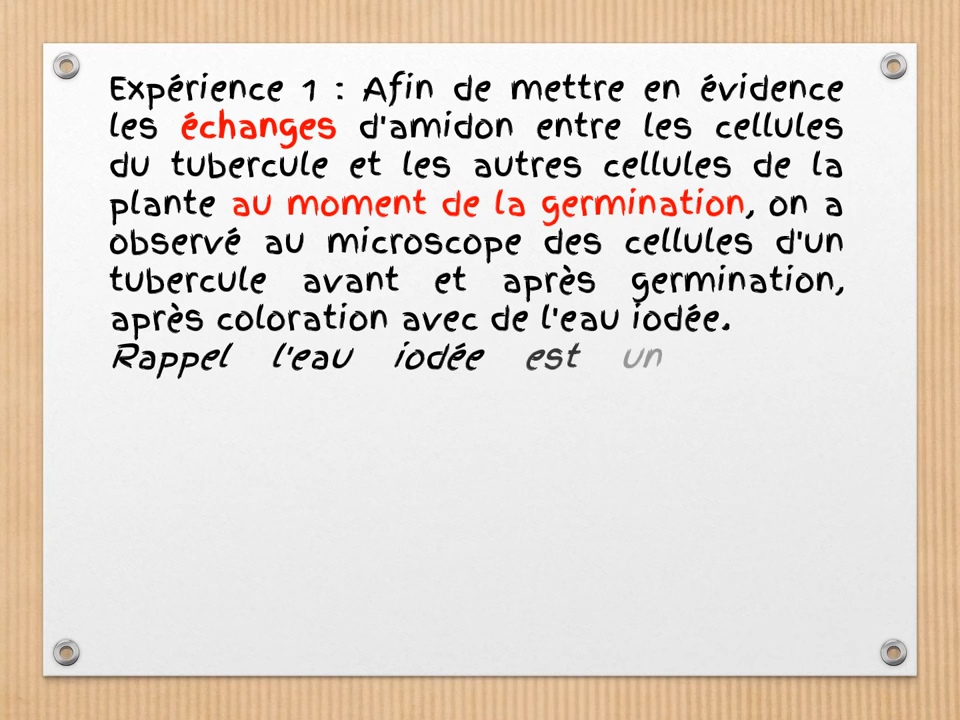 Expérience 1 : Afin de mettre en évidence
les échanges d'amidon entre les cellules
du tubercule et les autres cellules de la
plante au moment de la germination, on a
observé au microscope des cellules d'un
tubercule avant et après germination,
après coloration avec de l'eau iodée.
Rappel l'eau iodée est un